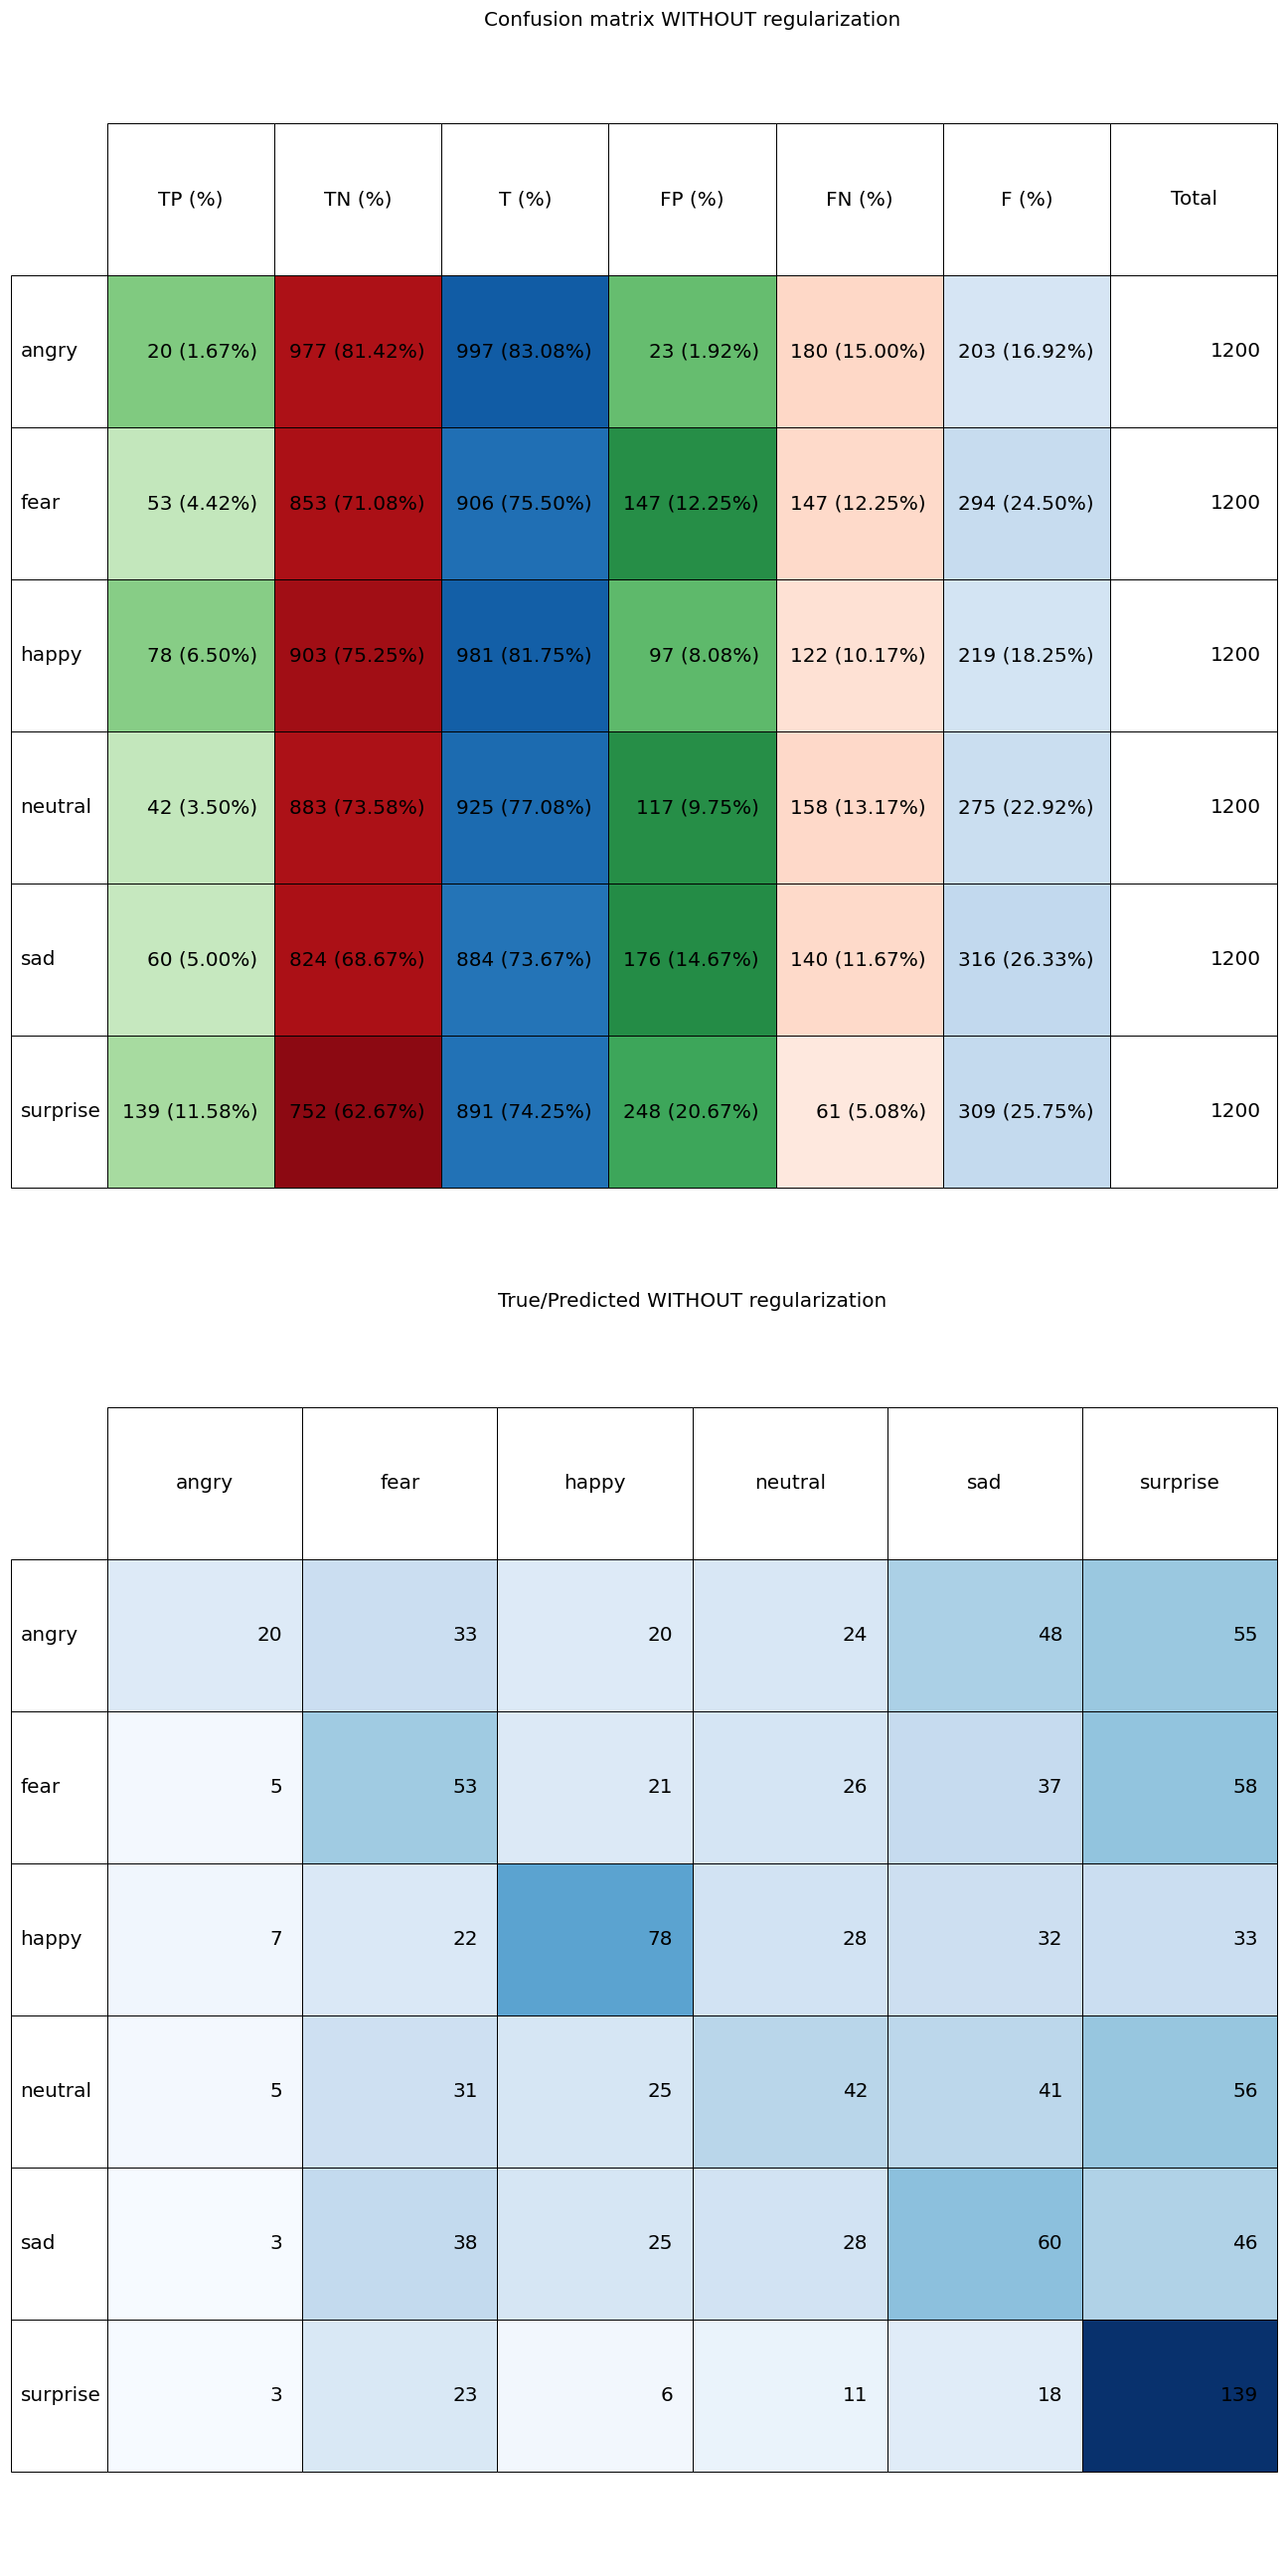 Confusion matrix WITHOUT regularization
TP (%) TN (%) T (%) FP (%) FN (%) F (%) Total
angry 20 (1.67%) 977 (81.42%) 997 (83.08%) 23 (1.92%) 180 (15.00%) 203 (16.92%) 1200
fear 53 (4.42%) 853 (71.08%) 906 (75.50%) 147 (12.25%) 147 (12.25%) 294 (24.50%) 1200
happy 78 (6.50%) 903 (75.25%) 981 (81.75%) 97 (8.08%) 122 (10.17%) 219 (18.25%) 1200
neutral 42 (3.50%) 883 (73.58%) 925 (77.08%) 117 (9.75%) 158 (13.17%) 275 (22.92%) 1200
sad 60 (5.00%) 824 (68.67%) 884 (73.67%) 176 (14.67%) 140 (11.67%) 316 (26.33%) 1200
surprise 139 (11.58%) 752 (62.67%) 891 (74.25%) 248 (20.67%) 61 (5.08%) 309 (25.75%) 1200
True/Predicted WITHOUT regularization
angry fear happy neutral sad surprise
angry 20 33 20 24 48 55
fear 5 53 21 26 37 58
happy 7 22 78 28 32 33
neutral 5 31 25 42 41 56
sad 3 38 25 28 60 46
surprise 3 23 6 11 18 139